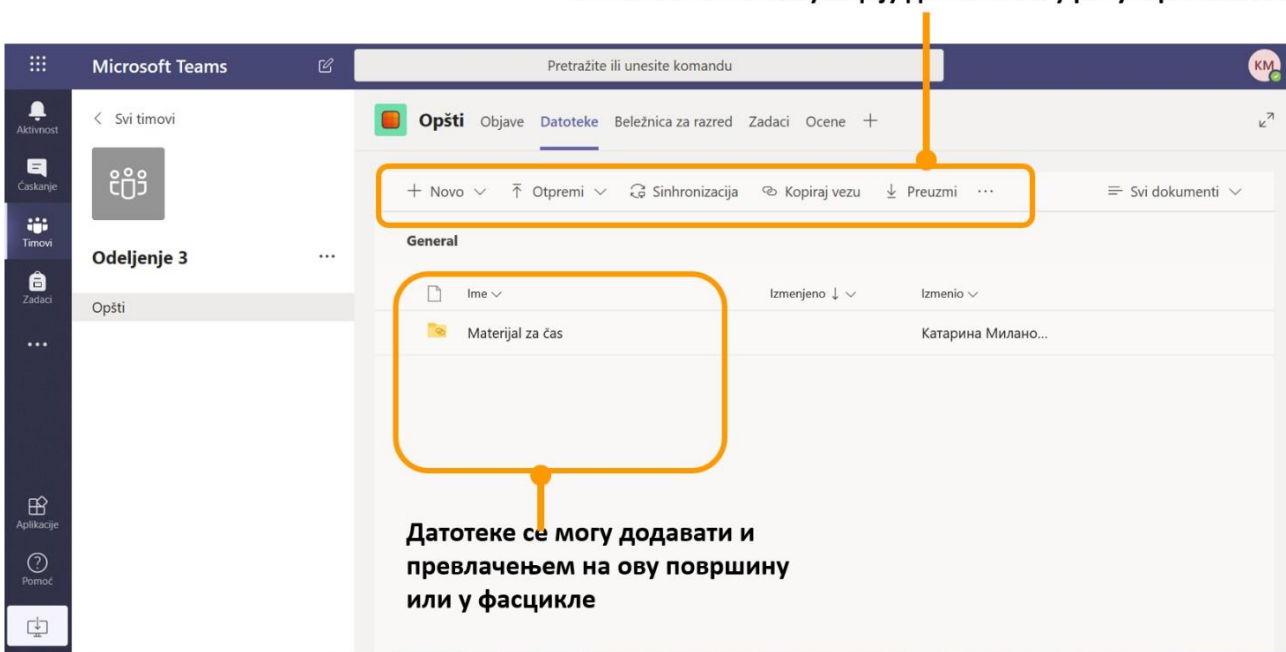 Microsoft Teams
Pretražite ili unesite komandu
KM
Aktivnost
Ćaskanje
Timovi
Zadaci
Aplikacije
Pomoć
< Svi timovi
Odeljenje 3
Opšti
Opšti Objave Datoteke Beležnica za razred Zadaci Ocene +
+ Novo Otpremi Sinhronizacija Kopiraj vezu Preuzmi ... Svi dokumenti
General
Ime Izmenjeno ↓ Izmenio
Materijal za čas Катарина Милано...
Датотеке се могу додавати и
превлачењем на ову површину
или у фасцикле